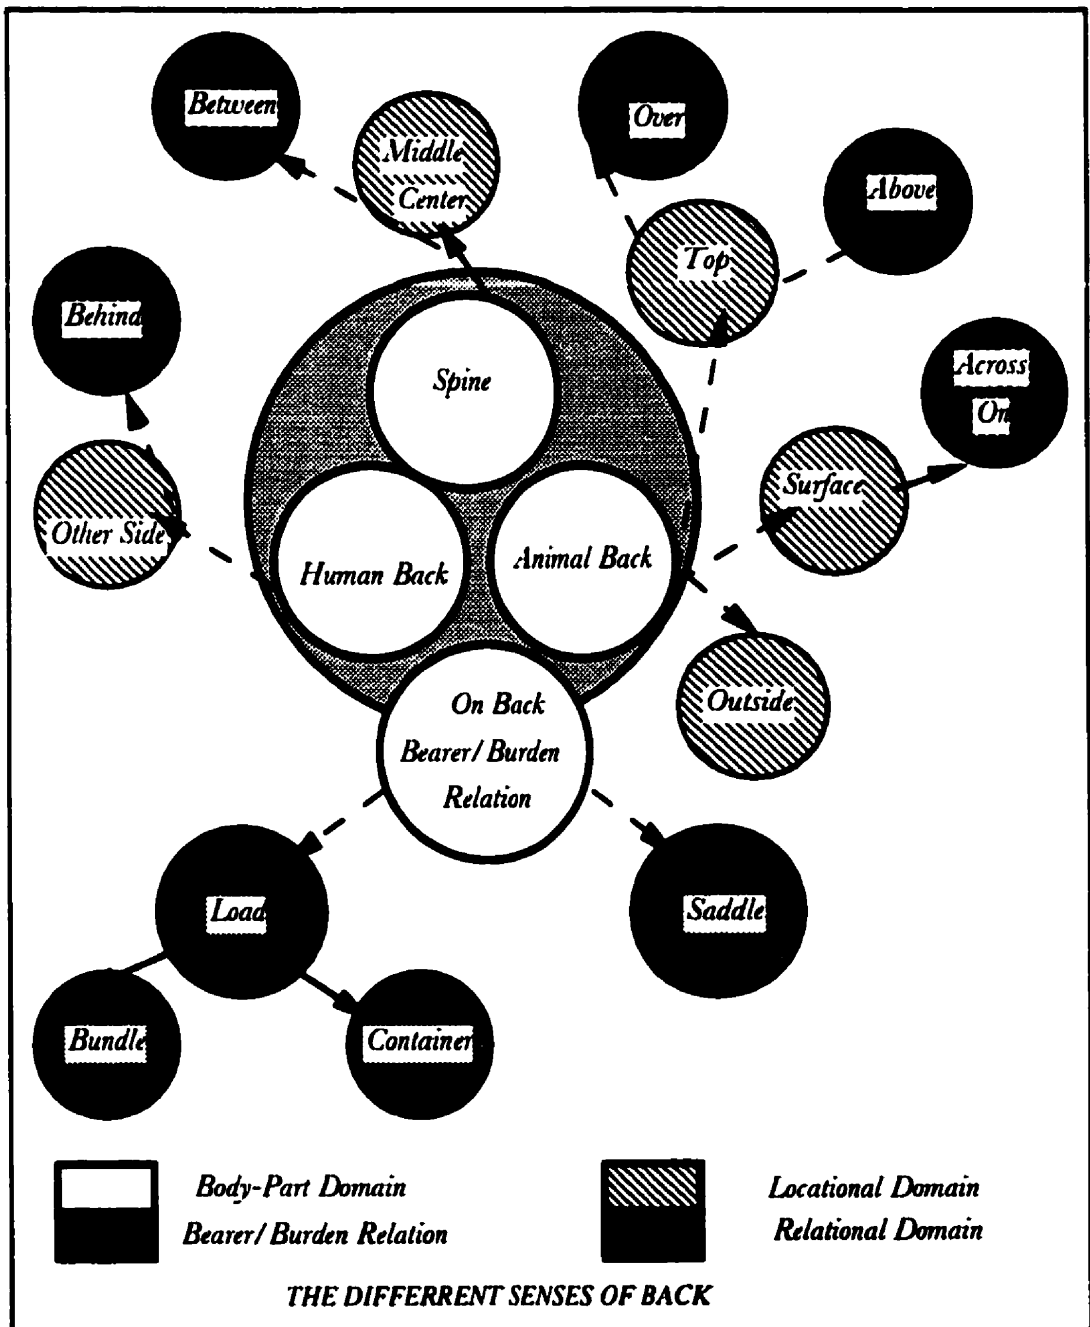 Between
Over
Middle
Center
Above
Top
Behind
Across
On
Spine
Surface
Other Side
Human Back
Animal Back
Outside
On Back
Bearer/Burden
Relation
Load
Saddle
Bundle
Container
Body-Part Domain
Bearer/Burden Relation
Locational Domain
Relational Domain
THE DIFFERRENT SENSES OF BACK